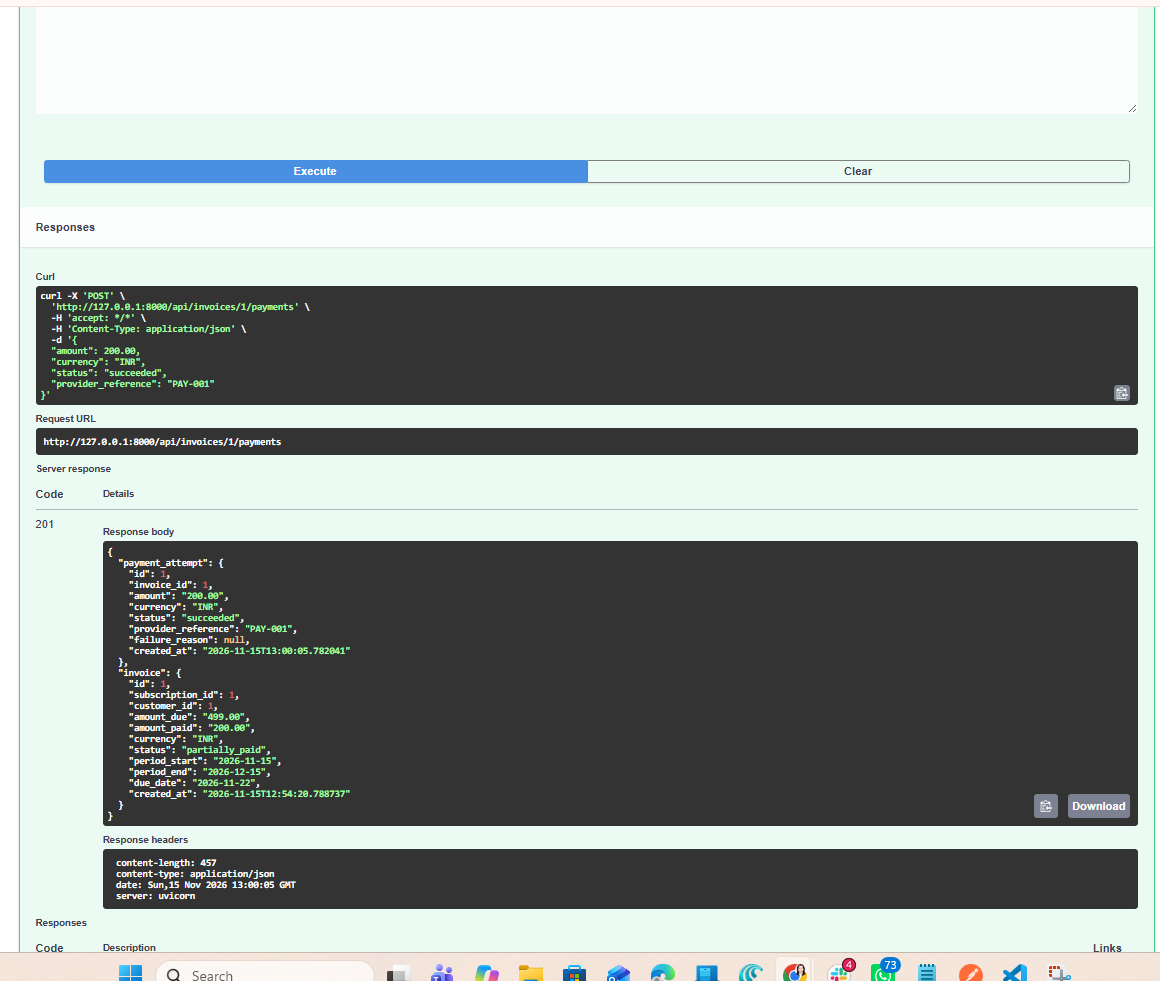 Execute
Clear
Responses
Curl
curl -X 'POST' \
  'http://127.0.0.1:8000/api/invoices/1/payments' \
  -H 'accept: */*' \
  -H 'Content-Type: application/json' \
  -d '{
  "amount": 200.00,
  "currency": "INR",
  "status": "succeeded",
  "provider_reference": "PAY-001"
}'
Request URL
http://127.0.0.1:8000/api/invoices/1/payments
Server response
Code Details
201
Response body
{
  "payment_attempt": {
    "id": 1,
    "invoice_id": 1,
    "amount": "200.00",
    "currency": "INR",
    "status": "succeeded",
    "provider_reference": "PAY-001",
    "failure_reason": null,
    "created_at": "2026-11-15T13:00:05.782041"
  },
  "invoice": {
    "id": 1,
    "subscription_id": 1,
    "customer_id": 1,
    "amount_due": "499.00",
    "amount_paid": "200.00",
    "currency": "INR",
    "status": "partially_paid",
    "period_start": "2026-11-15",
    "period_end": "2026-12-15",
    "due_date": "2026-11-22",
    "created_at": "2026-11-15T12:54:20.788737"
  }
}
Download
Response headers
content-length: 457
content-type: application/json
date: Sun,15 Nov 2026 13:00:05 GMT
server: uvicorn
Responses
Code Description Links
Search
4
73